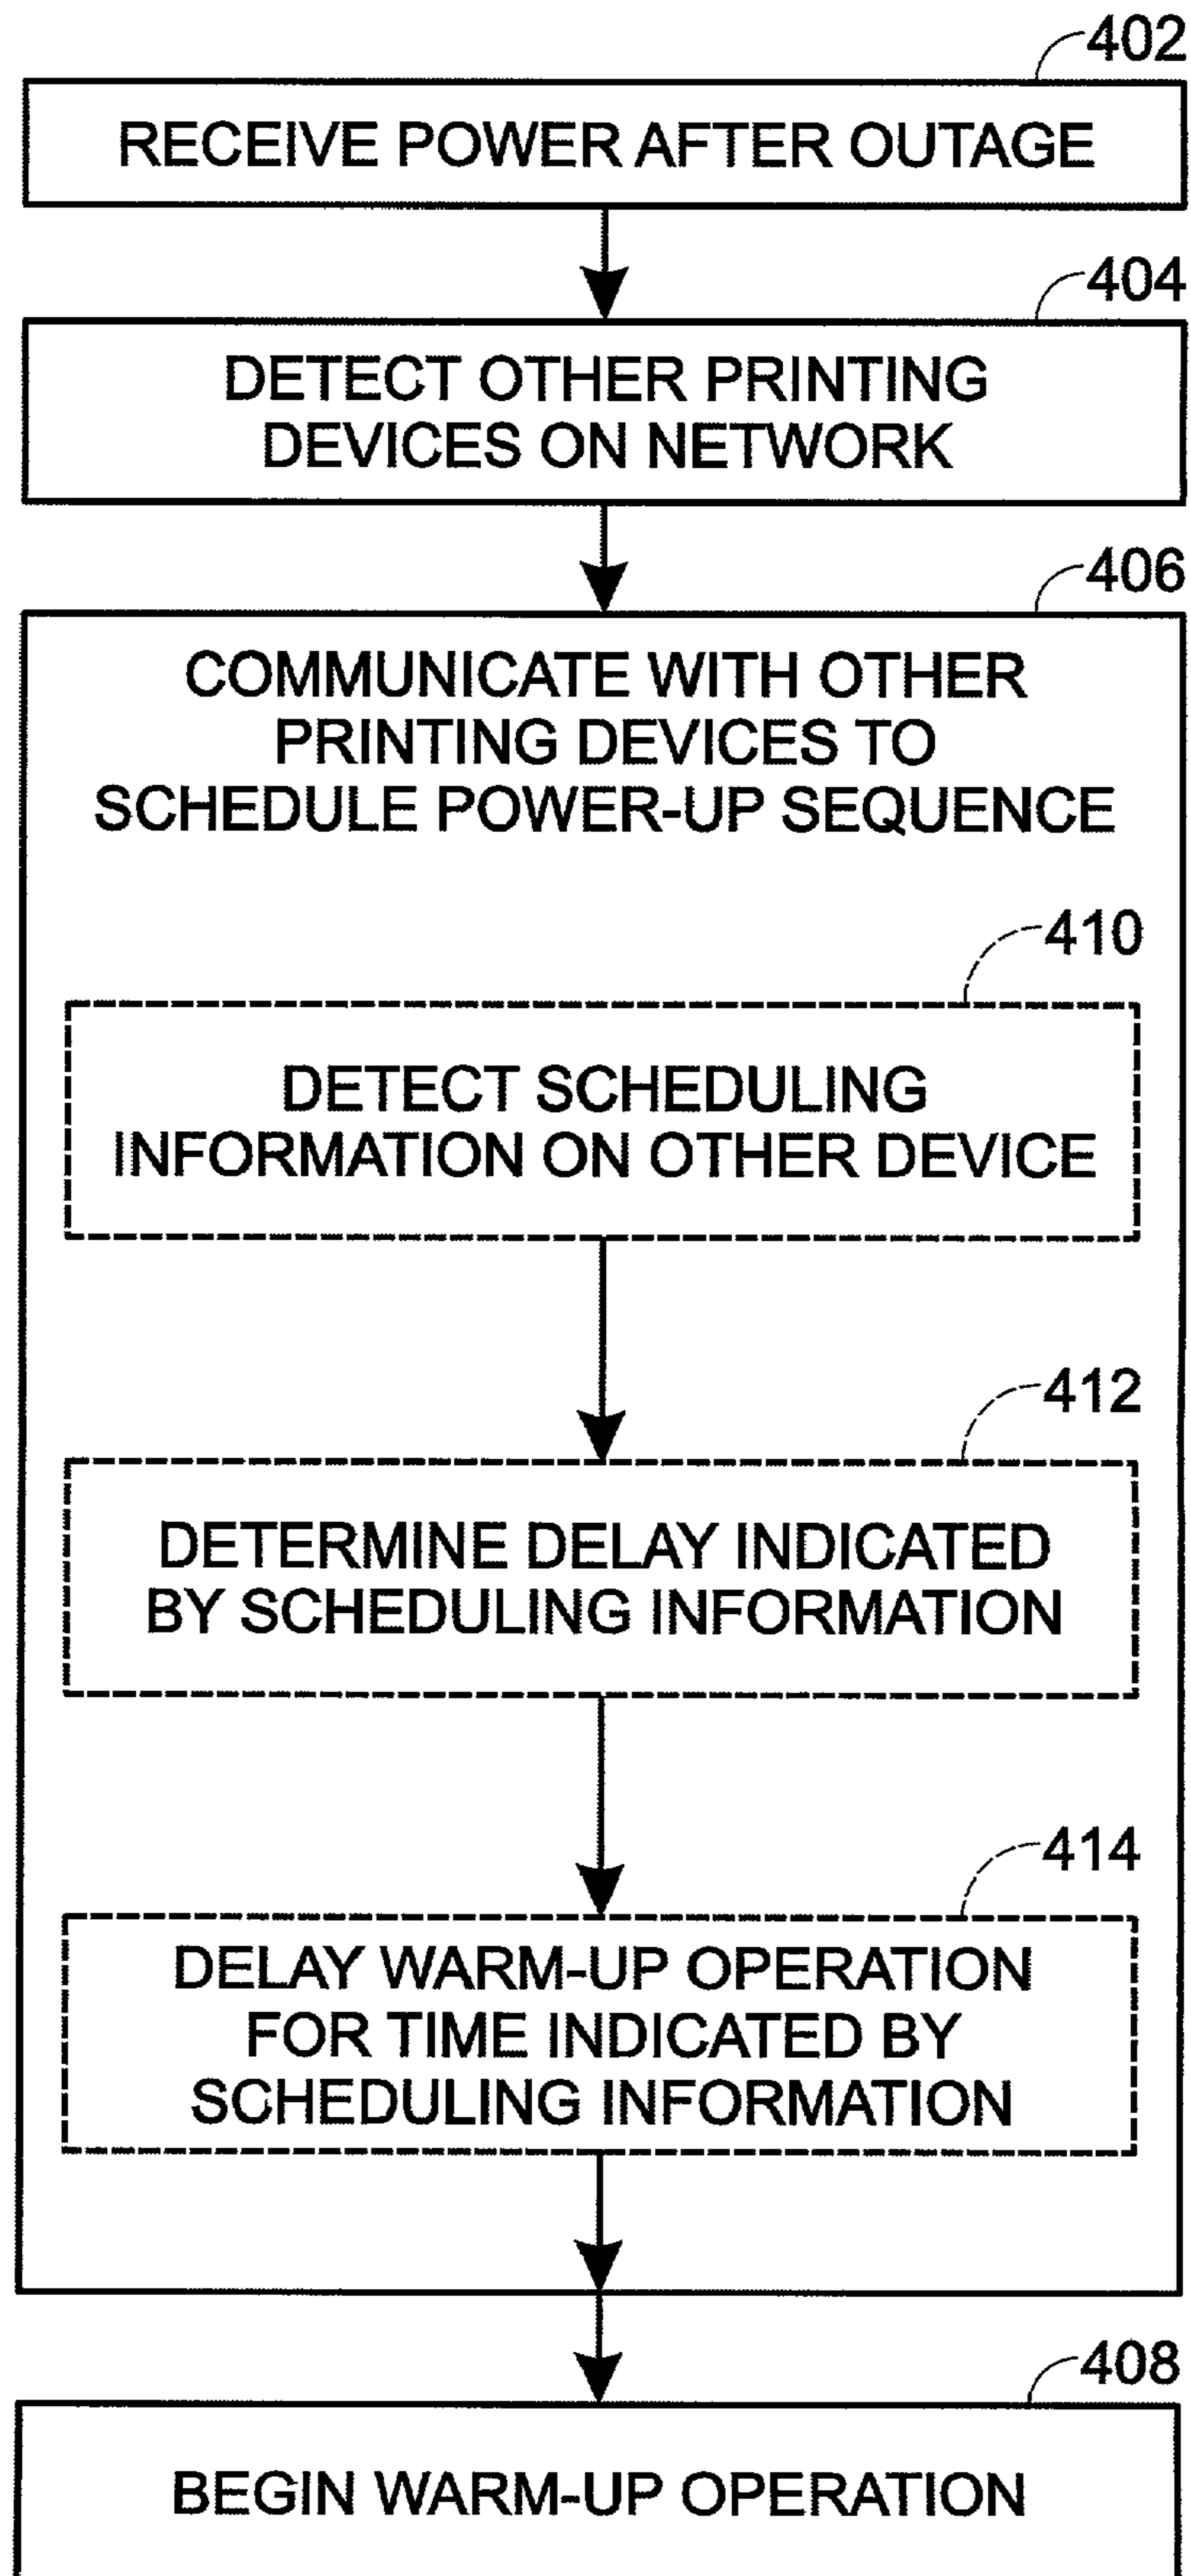 402
RECEIVE POWER AFTER OUTAGE
404
DETECT OTHER PRINTING
DEVICES ON NETWORK
406
COMMUNICATE WITH OTHER
PRINTING DEVICES TO
SCHEDULE POWER-UP SEQUENCE
410
DETECT SCHEDULING
INFORMATION ON OTHER DEVICE
412
DETERMINE DELAY INDICATED
BY SCHEDULING INFORMATION
414
DELAY WARM-UP OPERATION
FOR TIME INDICATED BY
SCHEDULING INFORMATION
408
BEGIN WARM-UP OPERATION